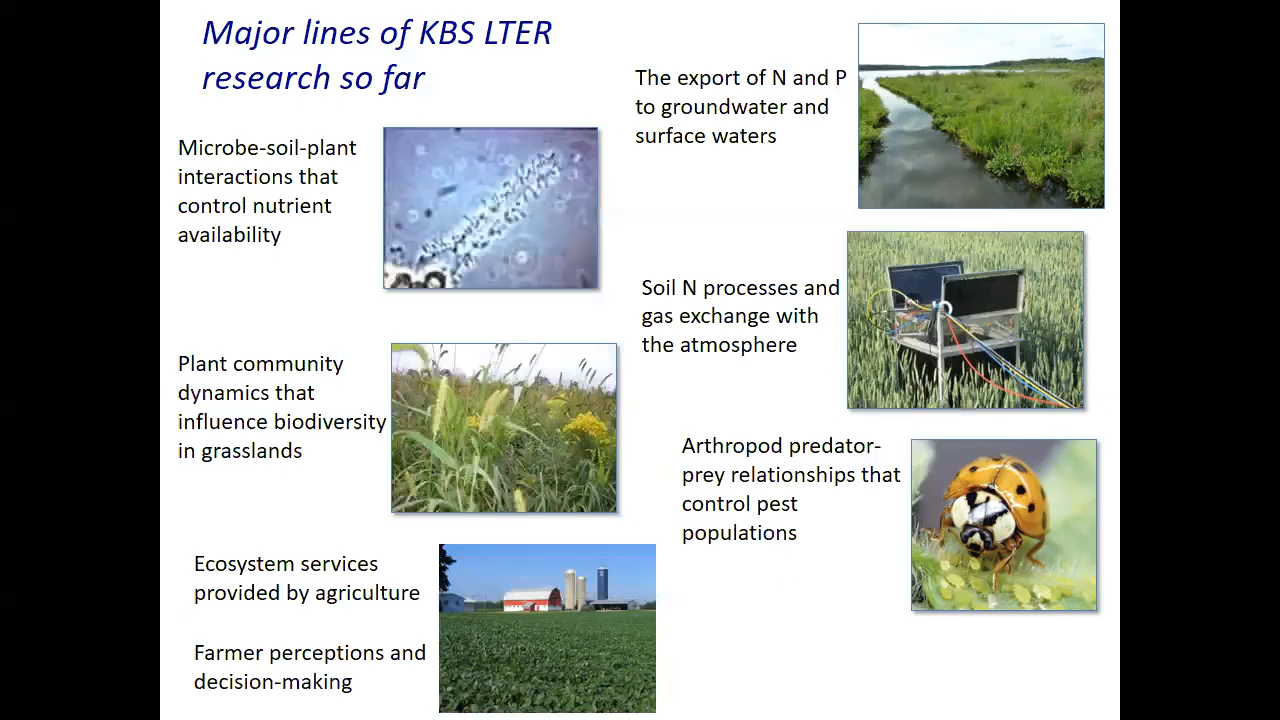 Major lines of KBS LTER
research so far
Microbe-soil-plant
interactions that
control nutrient
availability
Plant community
dynamics that
influence biodiversity
in grasslands
Ecosystem services
provided by agriculture
Farmer perceptions and
decision-making
The export of N and P
to groundwater and
surface waters
Soil N processes and
gas exchange with
the atmosphere
Arthropod predator-
prey relationships that
control pest
populations